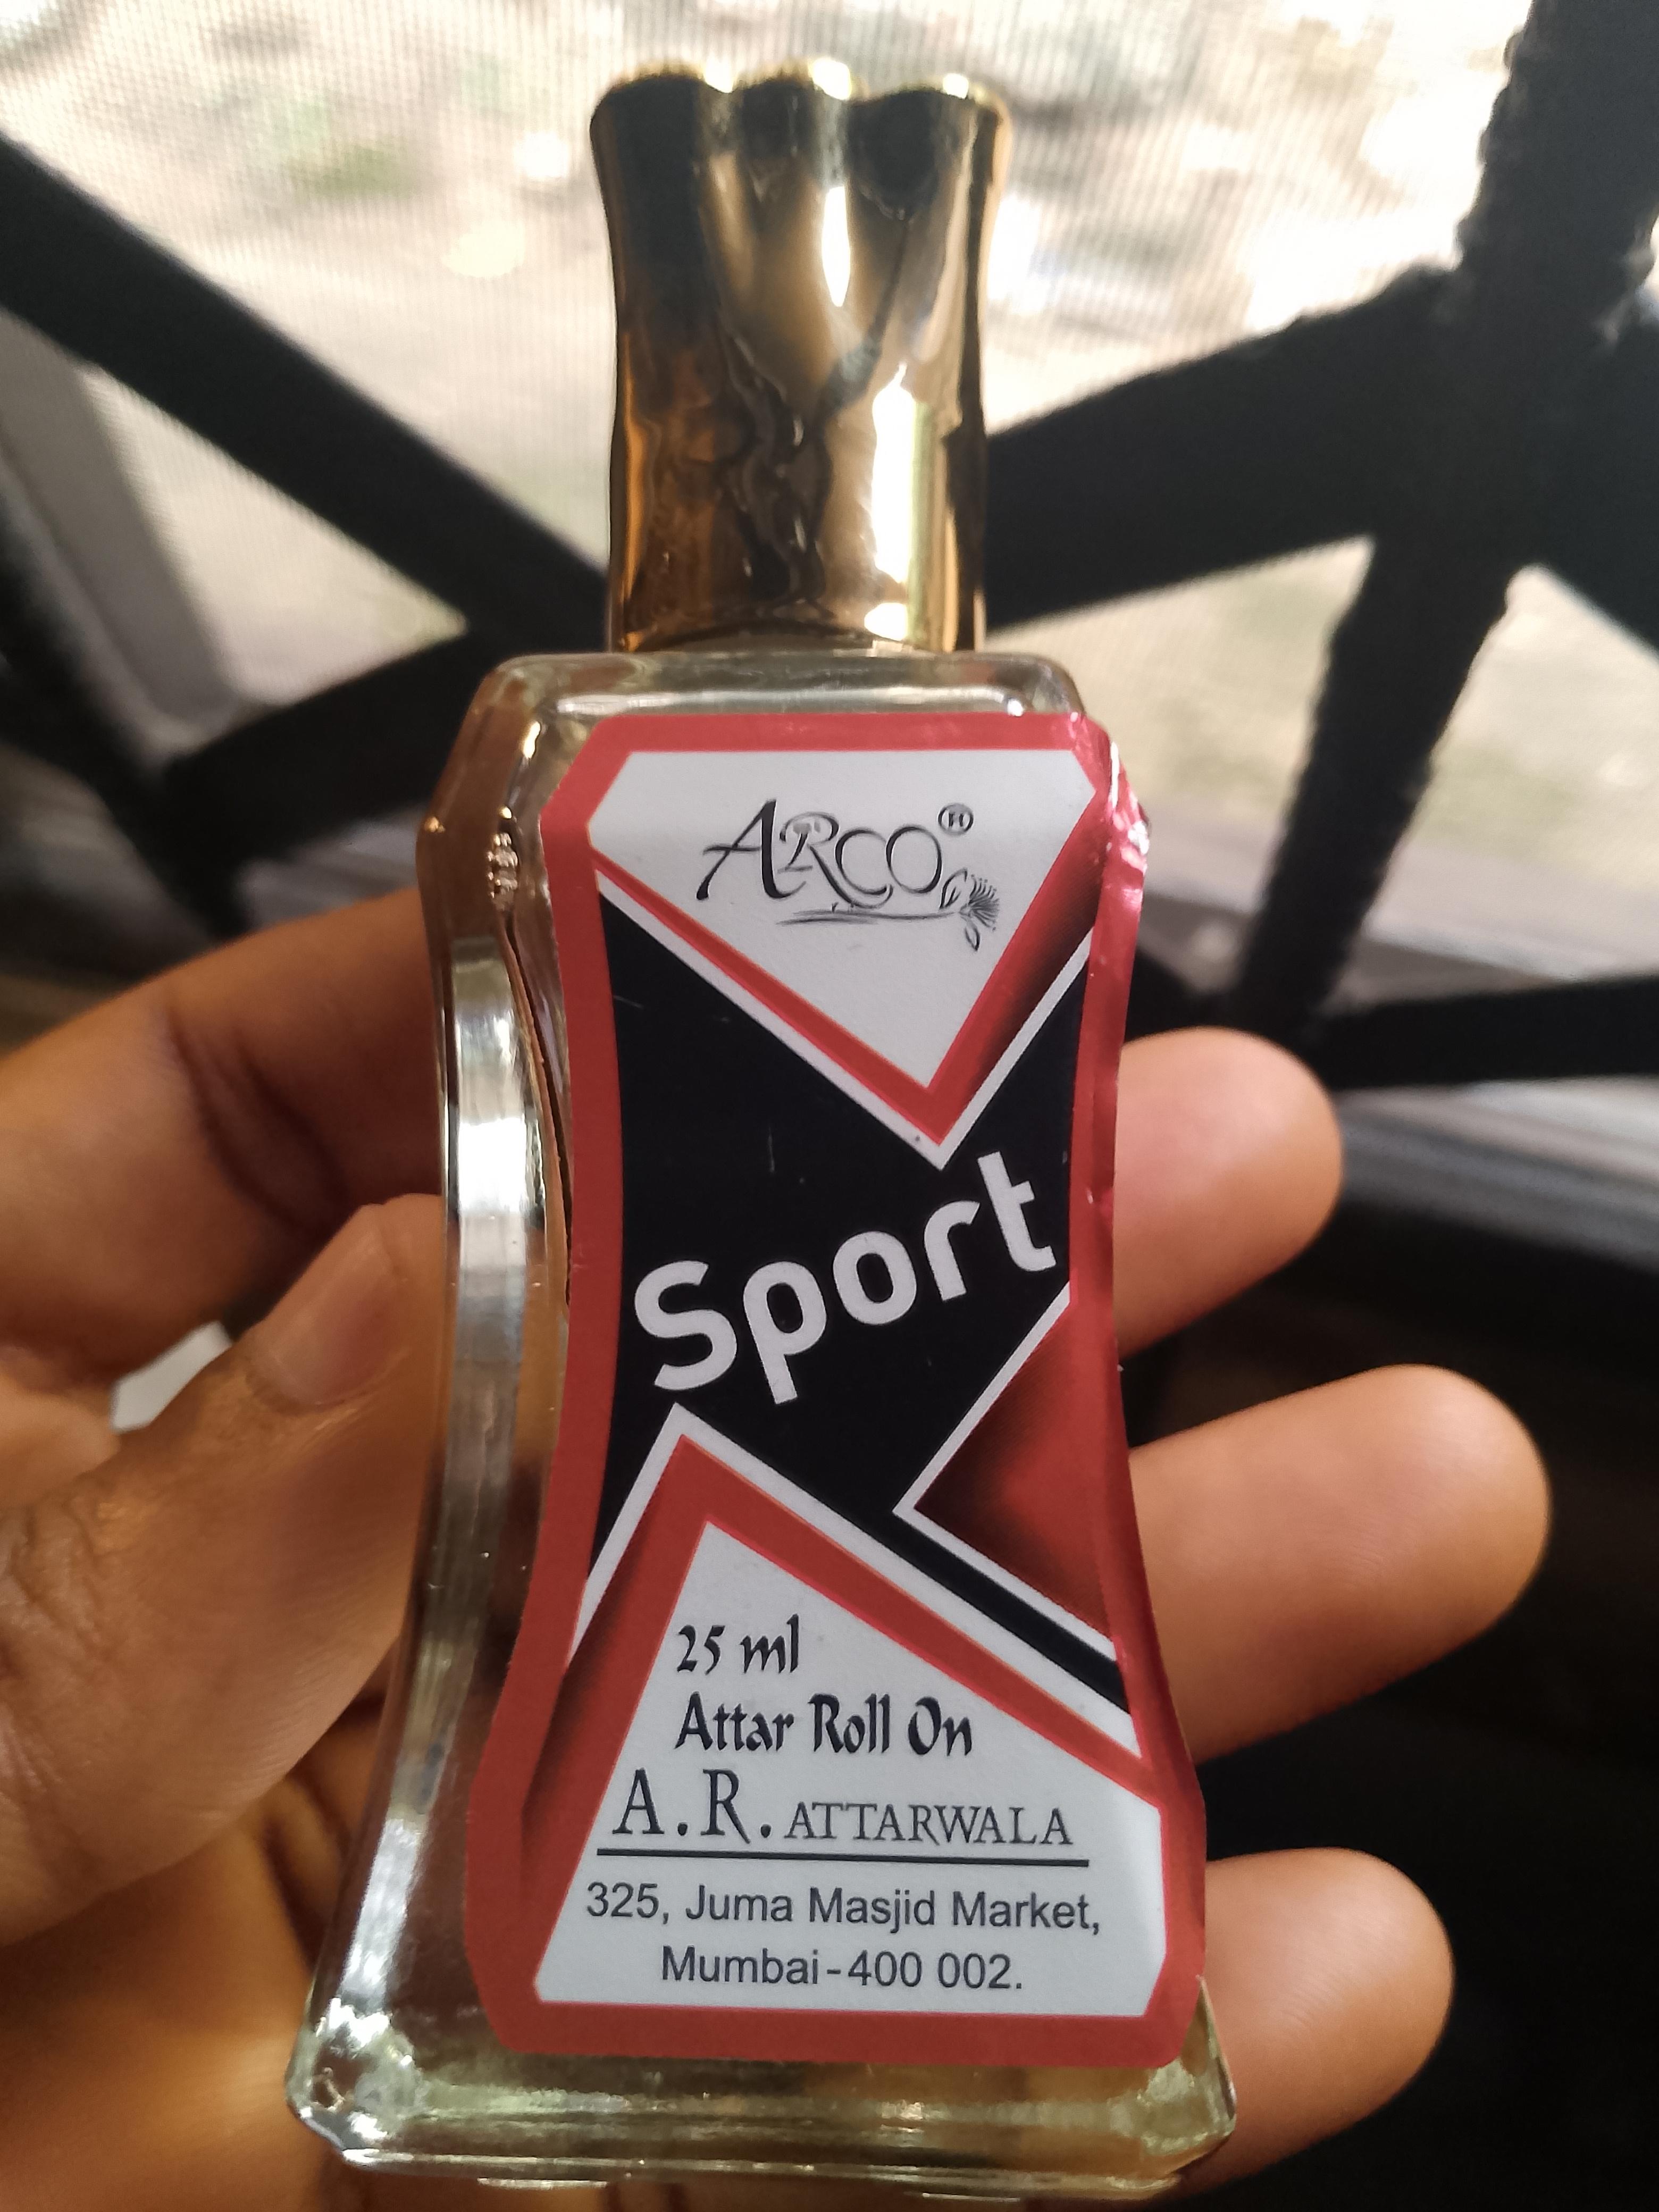 ARCO®
Sport
25 ml
Attar Roll On
A.R. ATTARWALA
325, Juma Masjid Market,
Mumbai-400 002.